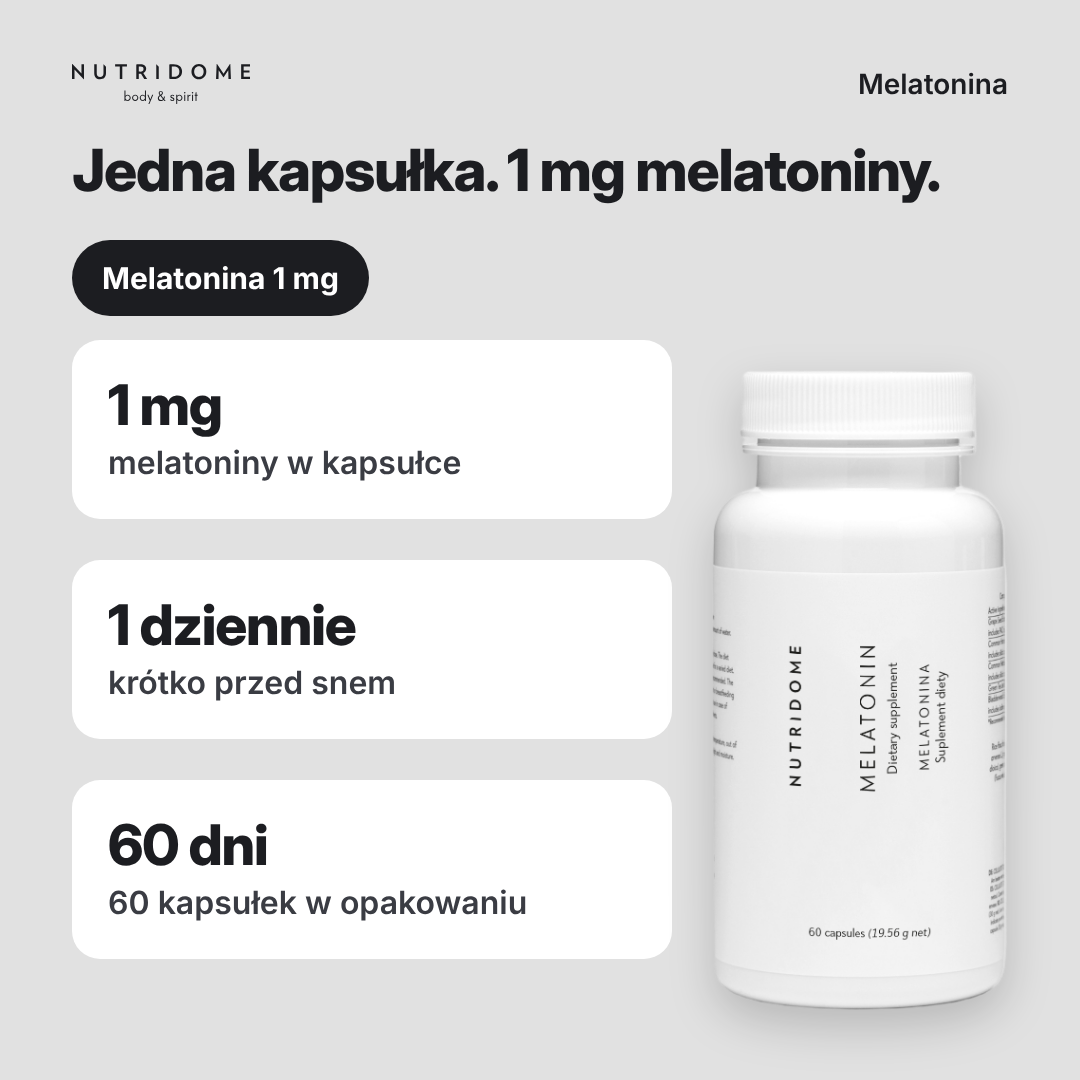 NUTRIDOME
body & spirit
Melatonina
Jedna kapsułka. 1 mg melatoniny.
Melatonina 1 mg
1 mg
melatoniny w kapsułce
1 dziennie
krótko przed snem
60 dni
60 kapsułek w opakowaniu
NUTRIDOME
MELATONIN
Dietary supplement
MELATONINA
Suplement diety
60 capsules (19.56 g net)